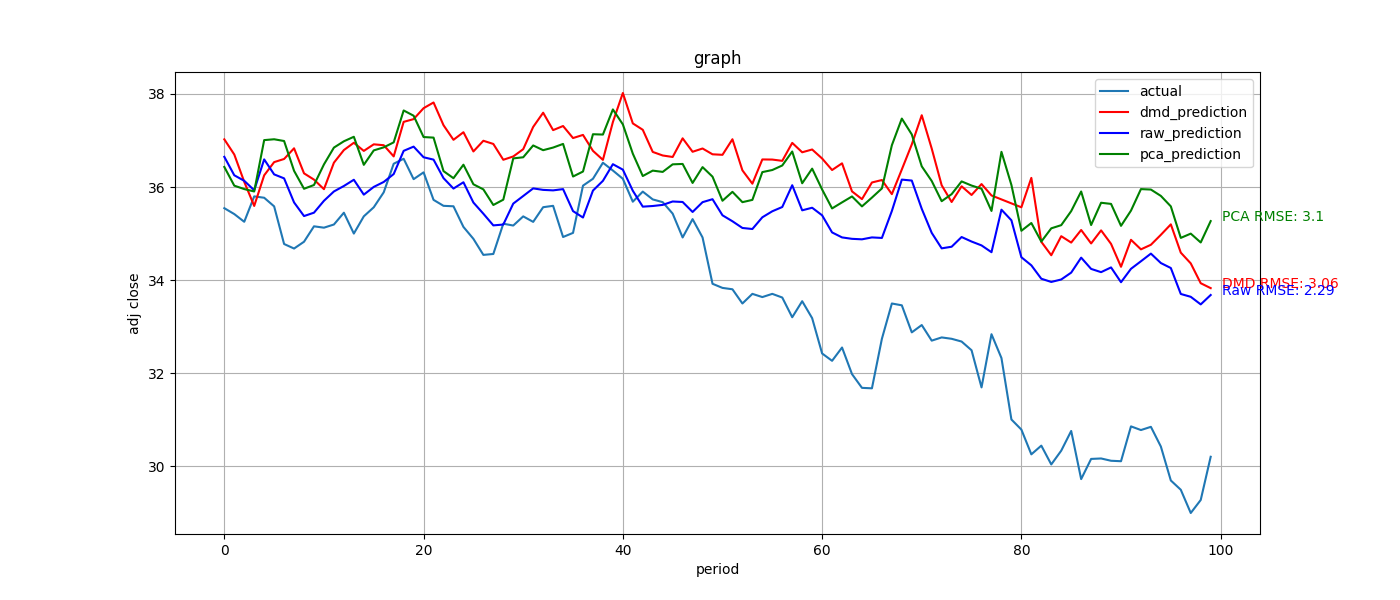 graph
actual
dmd_prediction
raw_prediction
pca_prediction
adj close
38
36
34
32
30
PCA RMSE: 3.1
DMD RMSE: 3.06
Raw RMSE: 2.29
0 20 40 60 80 100
period